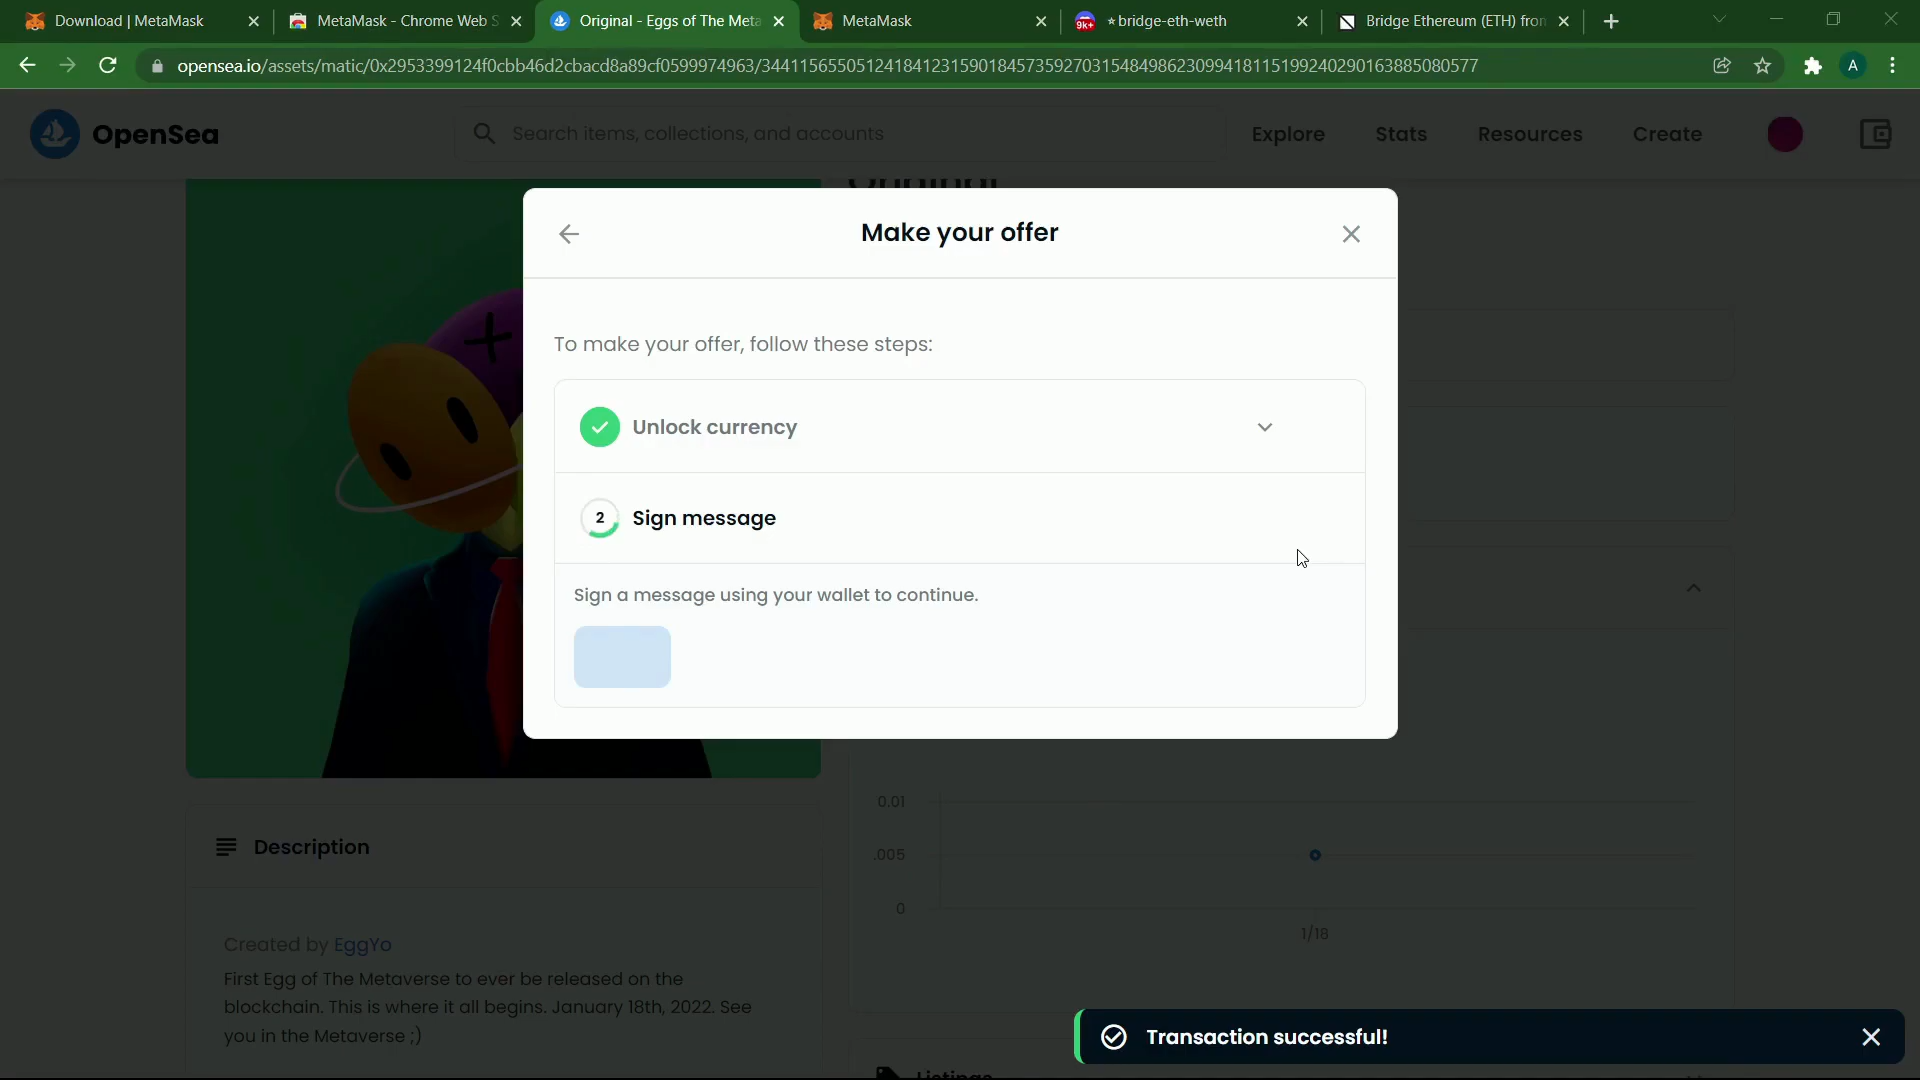 Download | MetaMask
MetaMask - Chrome Web S
Original - Eggs of The Meta
MetaMask
9K+
*bridge-eth-weth
Bridge Ethereum (ETH) fron
opensea.io/assets/matic/0x2953399124f0cbb46d2cbacd8a89cf0599974963/34411565505124184123159018457359270315484986230994181151992402901638850805​77
A
OpenSea
Search items, collections, and accounts
Explore
Stats
Resources
Create
Original
Make your offer
To make your offer, follow these steps:
Unlock currency
2
Sign message
Sign a message using your wallet to continue.
0.01
.005
0
1/18
Description
Created by EggYo
First Egg of The Metaverse to ever be released on the
blockchain. This is where it all begins. January 18th, 2022. See
you in the Metaverse ;)
Transaction successful!
Listings